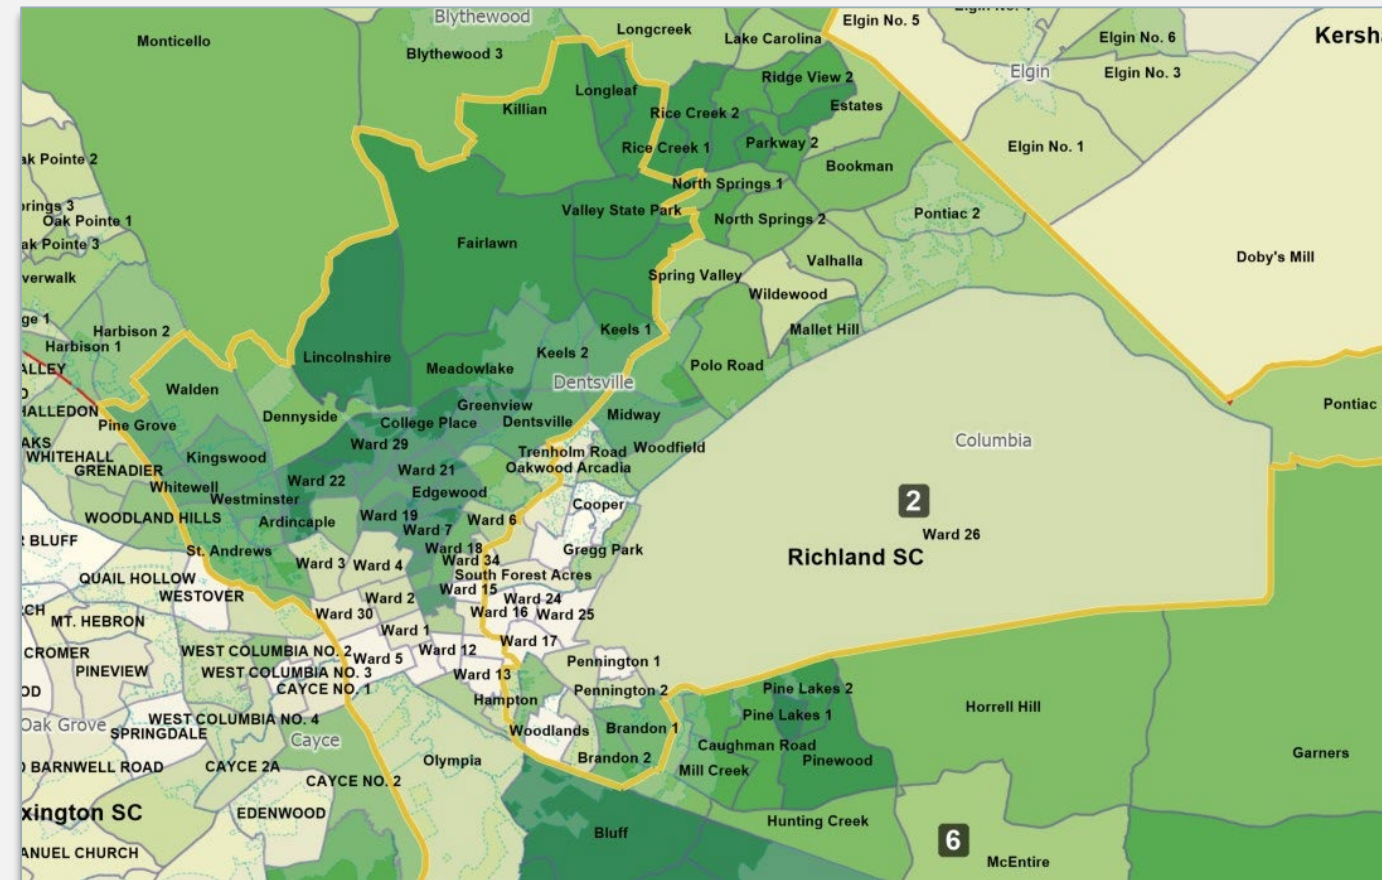 Blythewood
Elgin No. 5
Longcreek
Lake Carolina
Elgin No. 6
Kersh
Monticello
Blythewood 3
Elgin
Elgin No. 3
Ridge View 2
Longleaf
Killian
Estates
Rice Creek 2
Elgin No. 1
Rice Creek 1
Parkway 2
ak Pointe 2
Bookman
North Springs 1
rings 3
Oak Pointe 1
Valley State Park
North Springs 2
Pontiac 2
ak Pointe 3
Fairlawn
Doby's Mill
Valhalla
verwalk
Spring Valley
Wildewood
ge 1
Harbison 2
Keels 1
Mallet Hill
Harbison 1
Keels 2
Lincolnshire
Meadowlake
Polo Road
ALLEY
Dentsville
Walden
Pontiac
Greenview
HALLEDON
Dennyside
Midway
College Place
Dentsville
Pine Grove
AKS
Ward 29
Woodfield
Columbia
WHITEHALL
Kingswood
Trenholm Road
GRENADIER
Ward 21
Oakwood Arcadia
Ward 22
Whitewell
Edgewood
Westminster
Cooper
2
WOODLAND HILLS
Ardincaple
Ward 19
Ward 6
Ward 7
Ward 26
BLUFF
St. Andrews
Ward 18
Gregg Park
Richland SC
Ward 3
Ward 4
Ward 34
QUAIL HOLLOW
South Forest Acres
WESTOVER
Ward 15
Ward 2
Ward 24
RCH
MT. HEBRON
Ward 30
Ward 16
Ward 25
Ward 1
Ward 17
CROMER
WEST COLUMBIA NO. 2
Ward 5
Ward 12
Pennington 1
PINEVIEW
WEST COLUMBIA NO. 3
Ward 13
OD
CAYCE NO. 1
Pennington 2
Pine Lakes 2
Hampton
Horrell Hill
Oak Grove
WEST COLUMBIA NO. 4
Pine Lakes 1
SPRINGDALE
Woodlands
Brandon 1
Cayce
Caughman Road
Garners
BARNWELL ROAD
CAYCE 2A
Olympia
Brandon 2
Pinewood
Mill Creek
CAYCE NO. 2
xington SC
EDENWOOD
Hunting Creek
Bluff
6
ANUEL CHURCH
McEntire